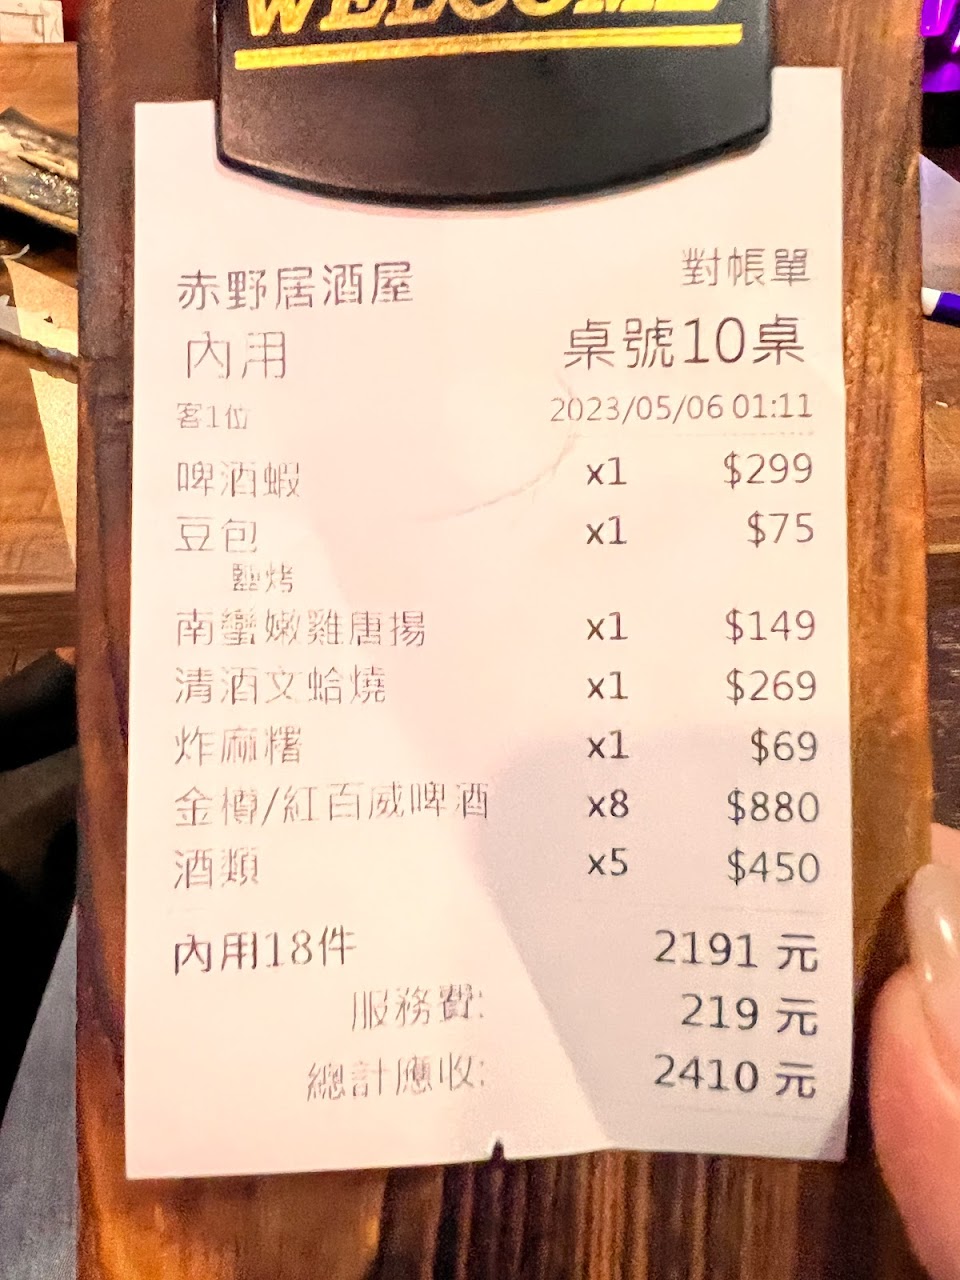 WELCOME
赤野居酒屋 對帳單
內用 桌號10桌
客1位 2023/05/06 01:11
啤酒蝦 x1 $299
豆包 x1 $75
鹽烤
南蠻嫩雞唐揚 x1 $149
清酒文蛤燒 x1 $269
炸麻糬 x1 $69
金樽/紅百威啤酒 x8 $880
酒類 x5 $450
內用18件 2191 元
服務費: 219 元
總計應收: 2410 元